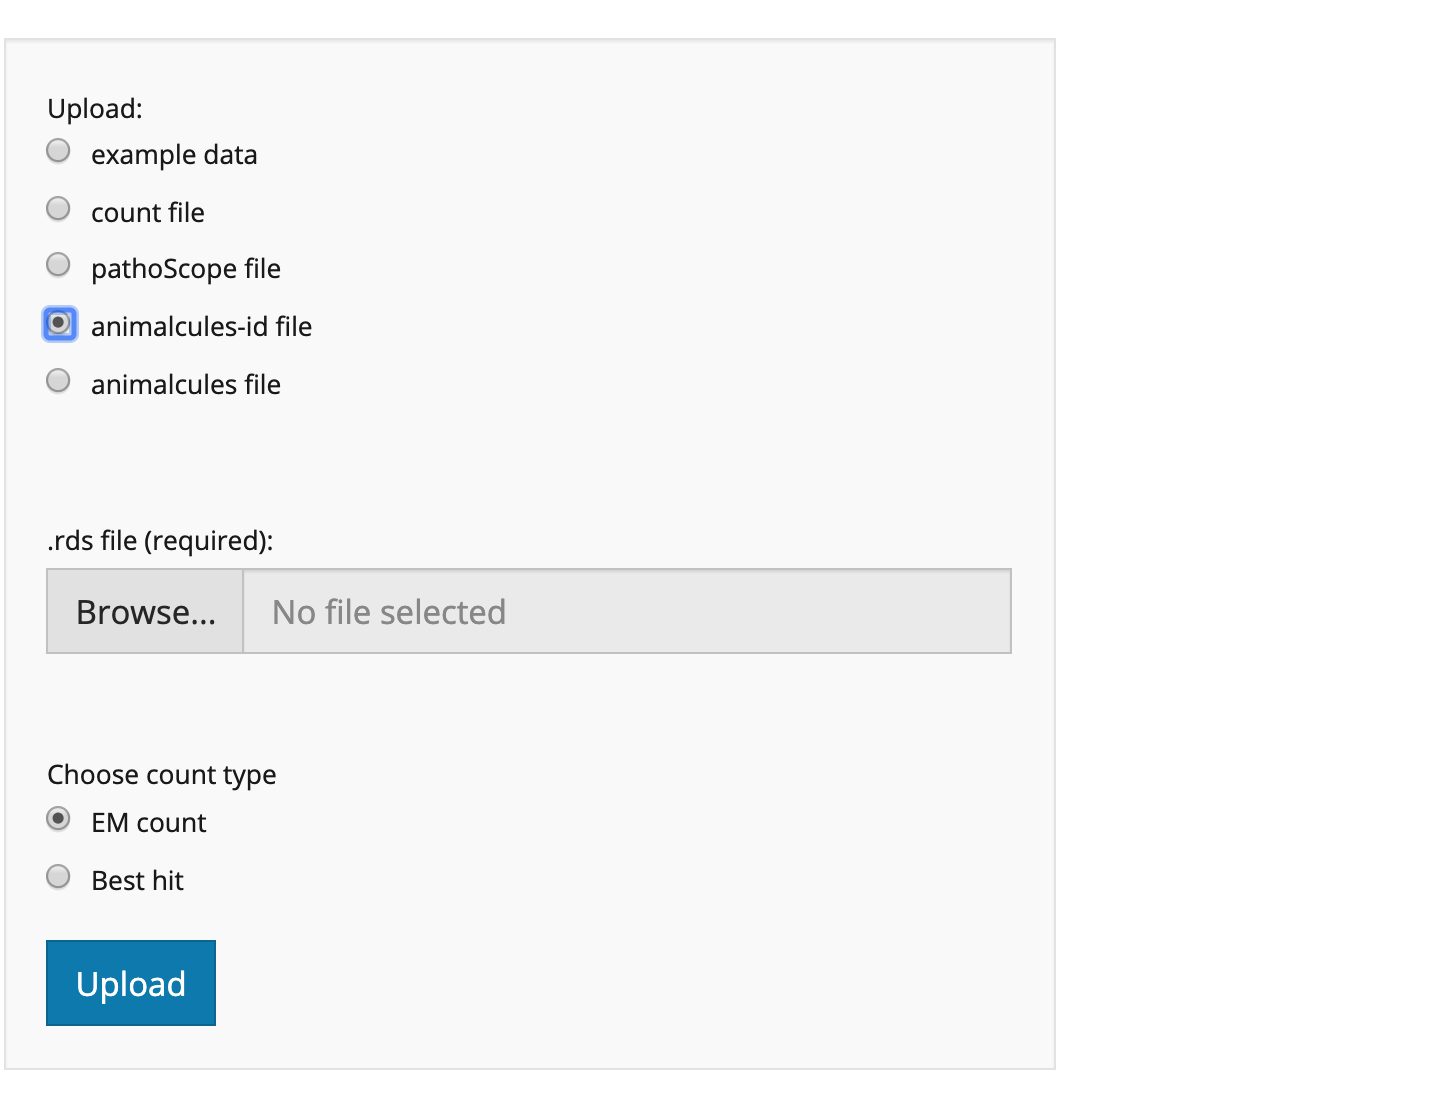 Upload:
example data
count file
pathoScope file
animalcules-id file
animalcules file
.rds file (required):
Browse... No file selected
Choose count type
EM count
Best hit
Upload